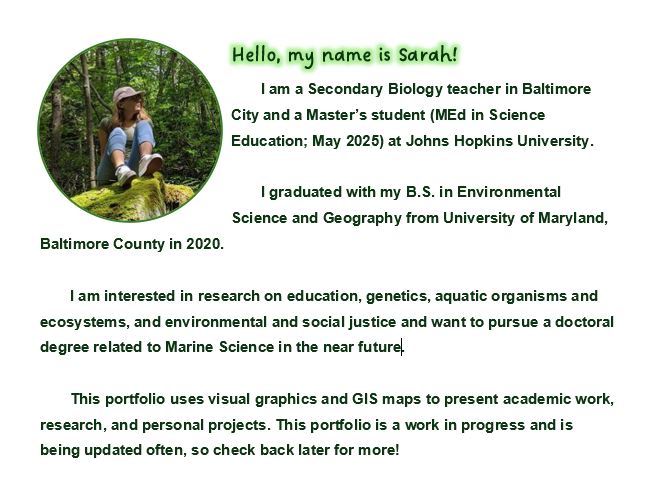 Hello, my name is Sarah!
I am a Secondary Biology teacher in Baltimore
City and a Master’s student (MEd in Science
Education; May 2025) at Johns Hopkins University.
I graduated with my B.S. in Environmental
Science and Geography from University of Maryland,
Baltimore County in 2020.
I am interested in research on education, genetics, aquatic organisms and
ecosystems, and environmental and social justice and want to pursue a doctoral
degree related to Marine Science in the near future.
This portfolio uses visual graphics and GIS maps to present academic work,
research, and personal projects. This portfolio is a work in progress and is
being updated often, so check back later for more!